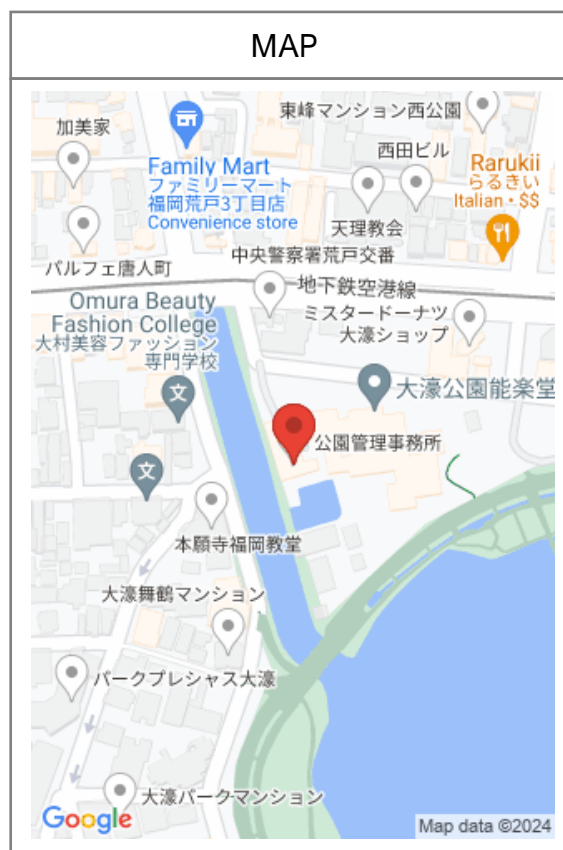 MAP
東峰マンション西公園
加美家
西田ビル
Family Mart
ファミリーマート
福岡荒戸3丁目店
Convenience store
Rarukii
らるきい
Italian・$$
天理教会
パルフェ唐人町
中央警察署荒戸交番
地下鉄空港線
Omura Beauty
Fashion College
大村美容ファッション
専門学校
ミスタードーナツ
大濠ショップ
文
大濠公園能楽堂
公園管理事務所
文
本願寺福岡教堂
大濠舞鶴マンション
パークプレシャス大濠
大濠パークマンション
Google
Map data ©2024